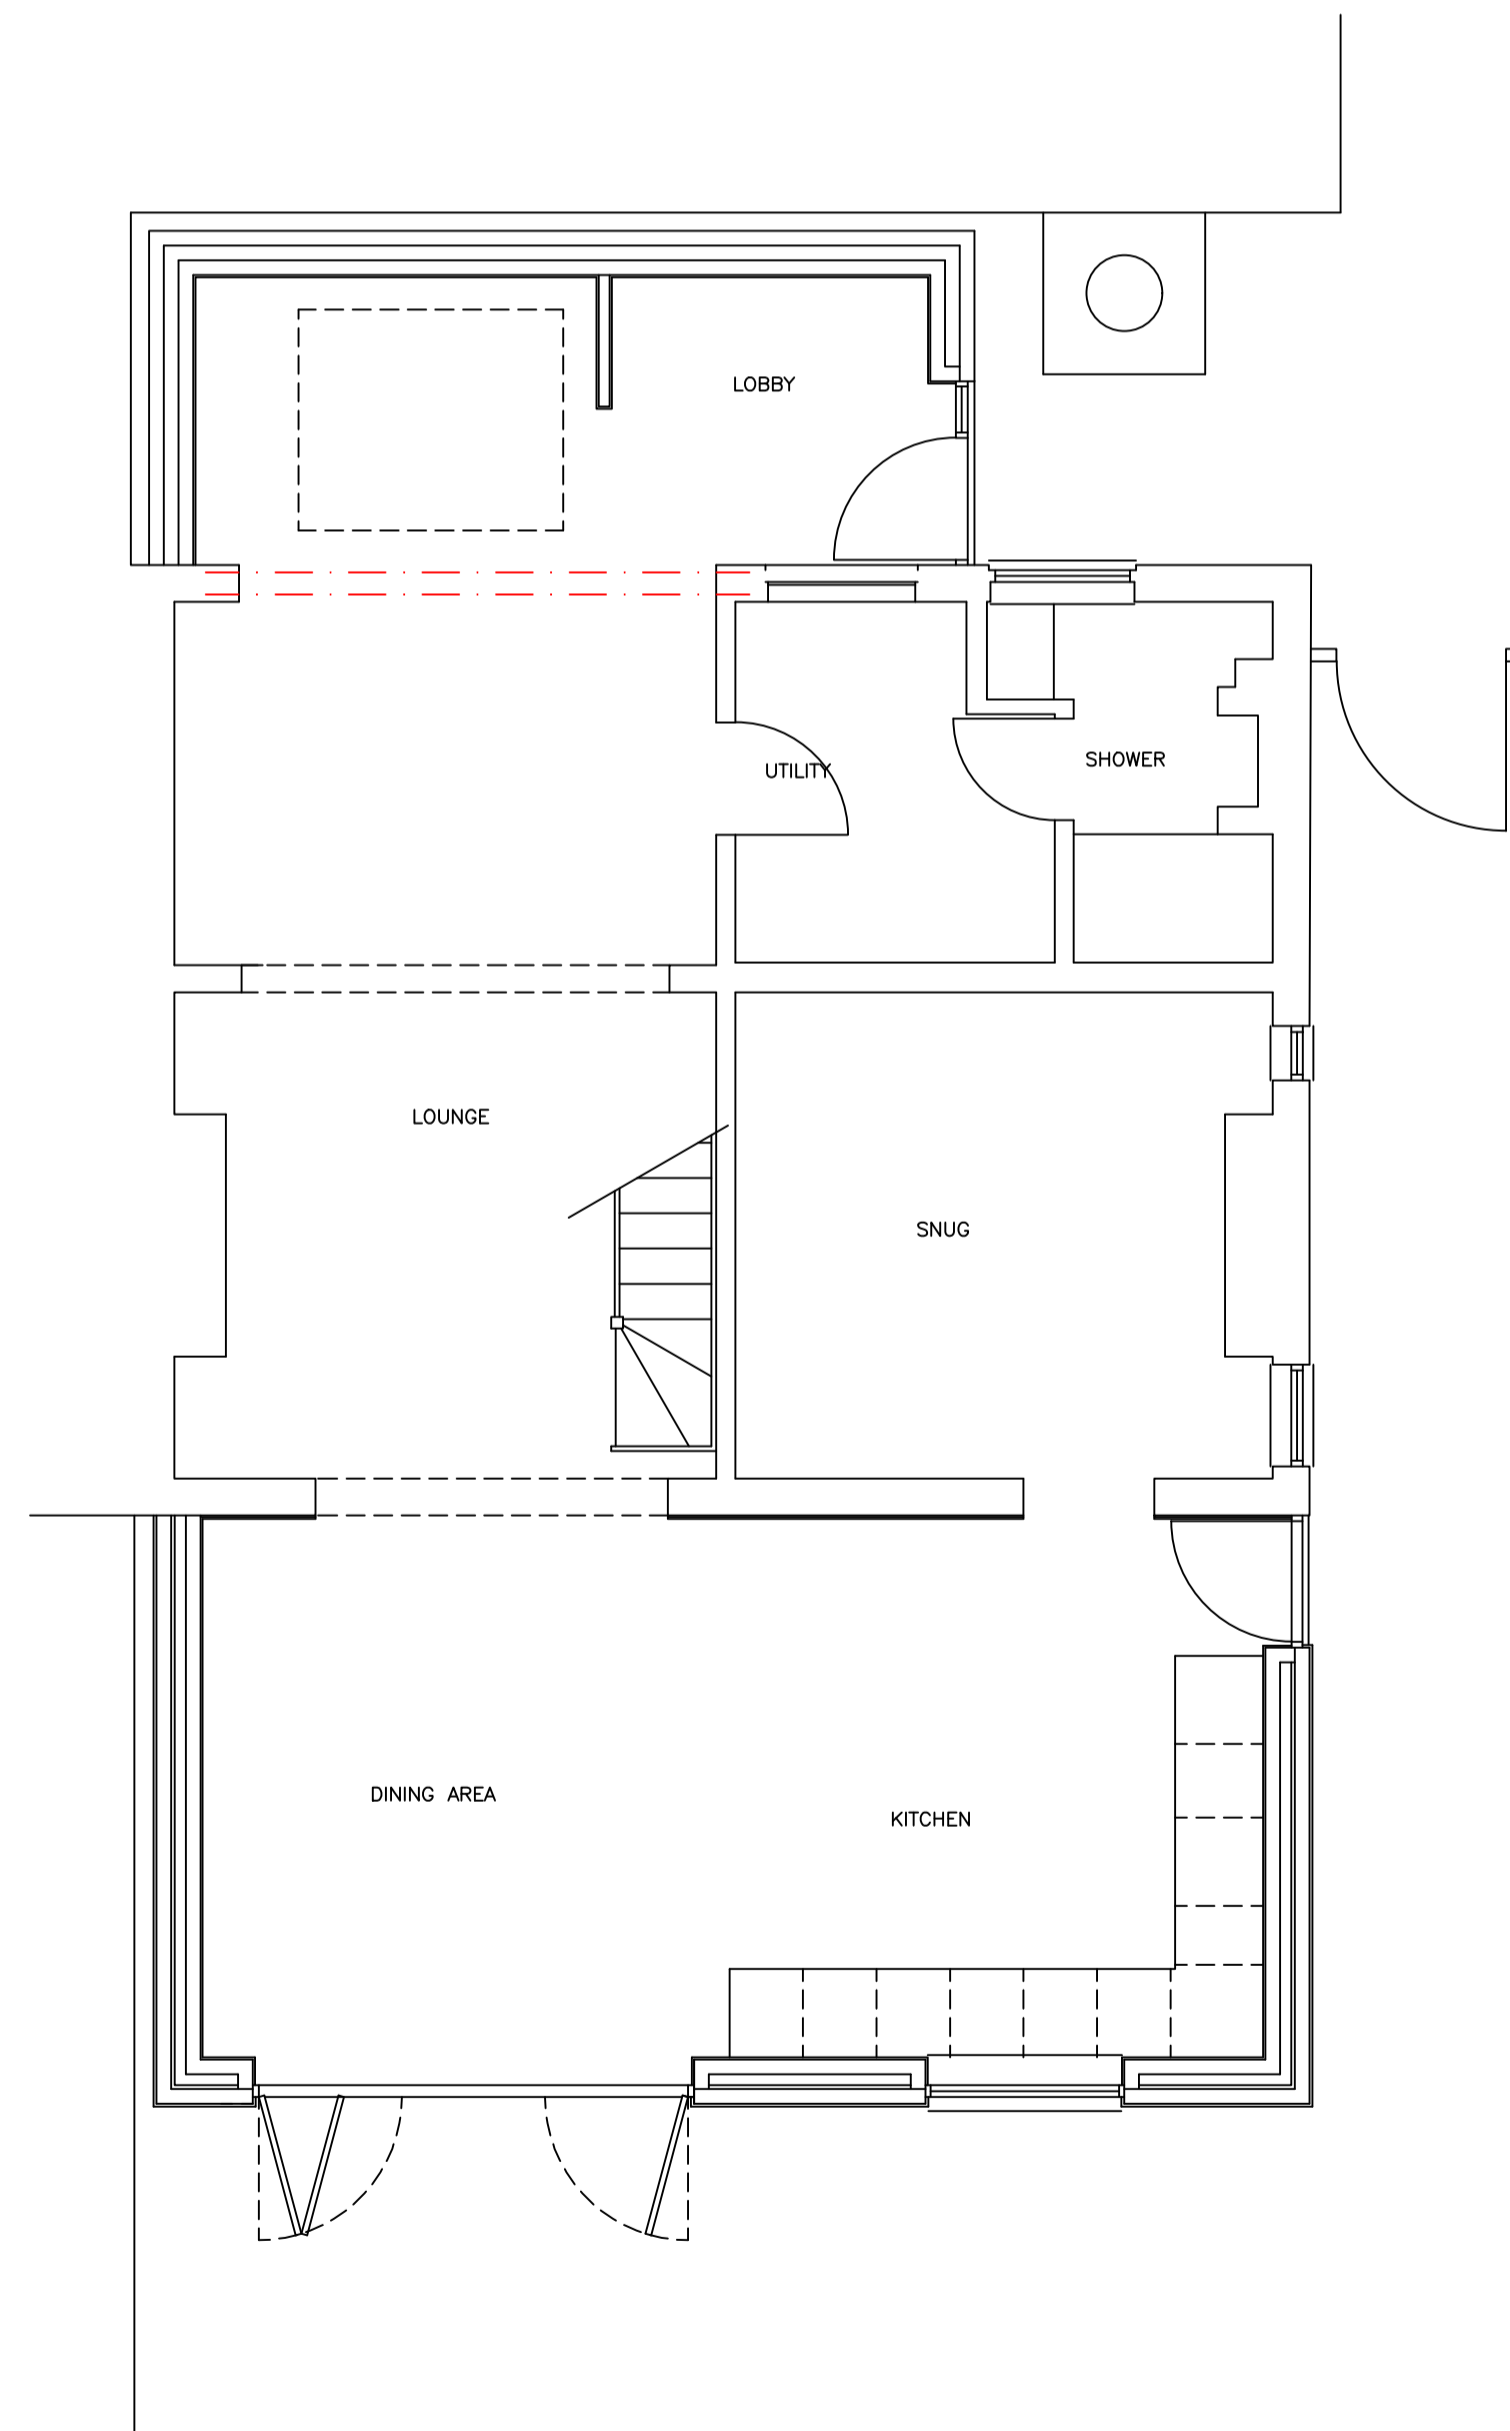 LOBBY
SHOWER
UTILITY
LOUNGE
SNUG
DINING AREA
KITCHEN